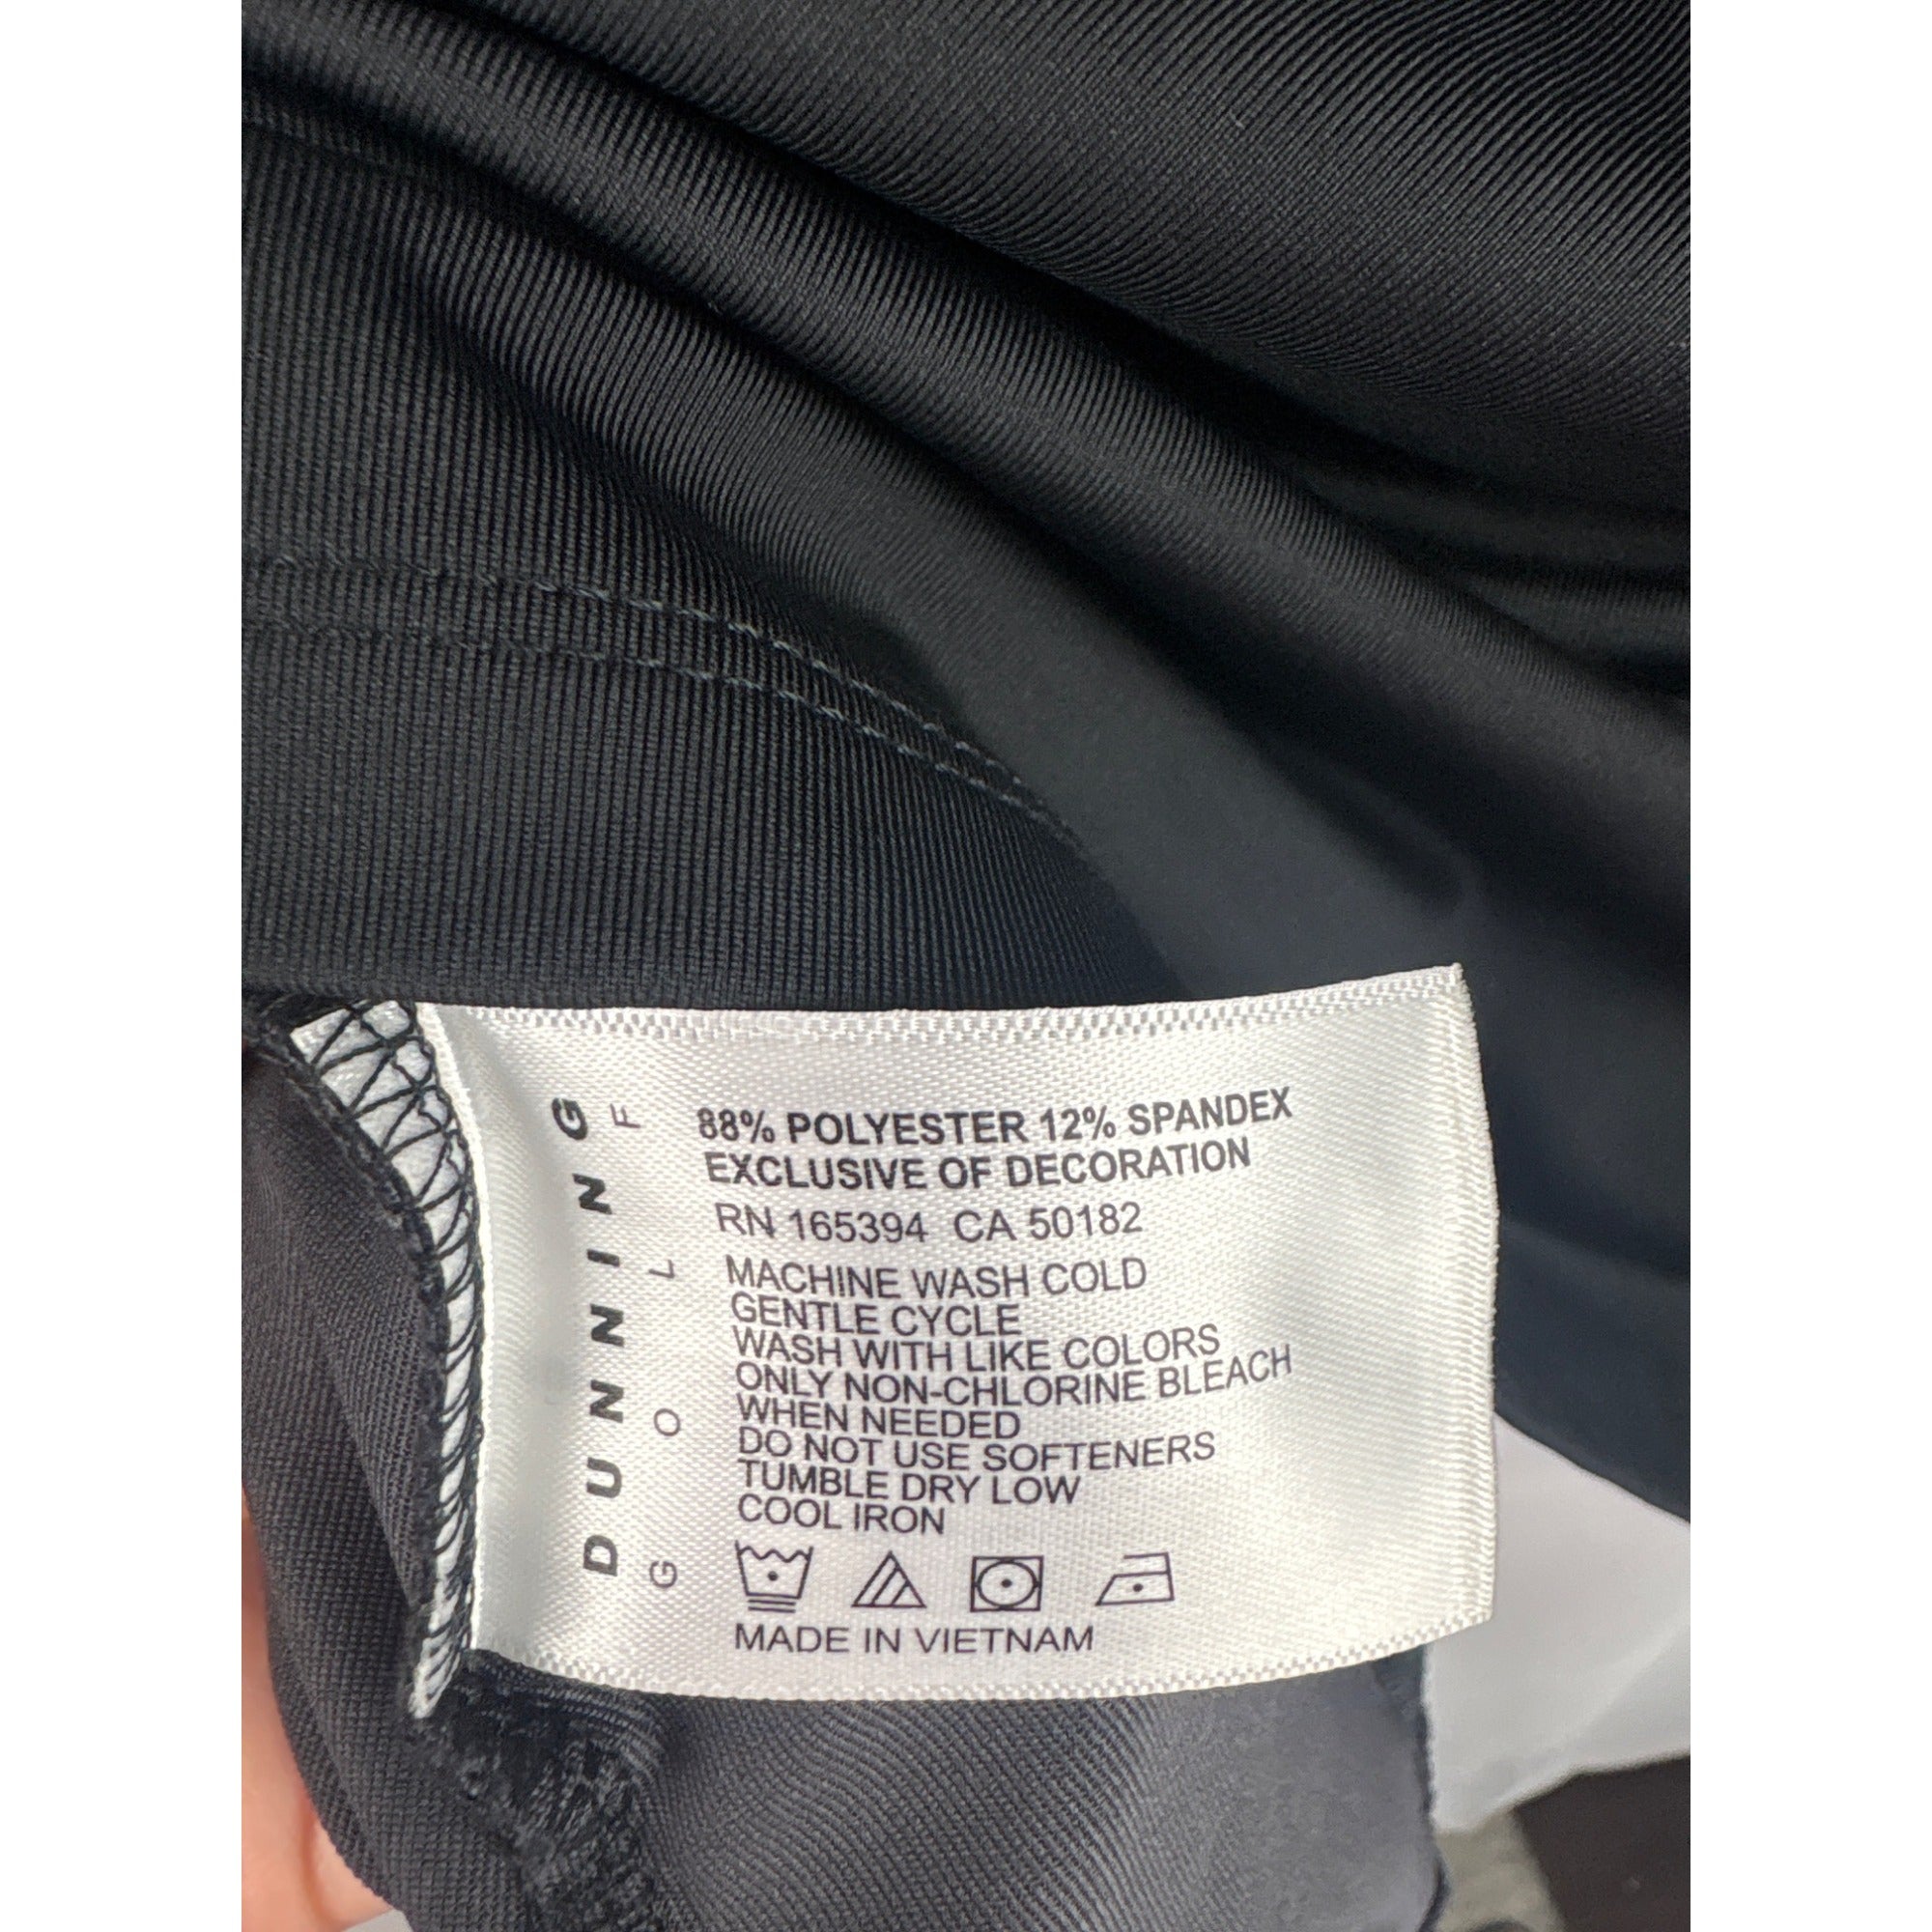 DUNNING
GOLF
88% POLYESTER 12% SPANDEX
EXCLUSIVE OF DECORATION
RN 165394 CA 50182
MACHINE WASH COLD
GENTLE CYCLE
WASH WITH LIKE COLORS
ONLY NON-CHLORINE BLEACH
WHEN NEEDED
DO NOT USE SOFTENERS
TUMBLE DRY LOW
COOL IRON
MADE IN VIETNAM